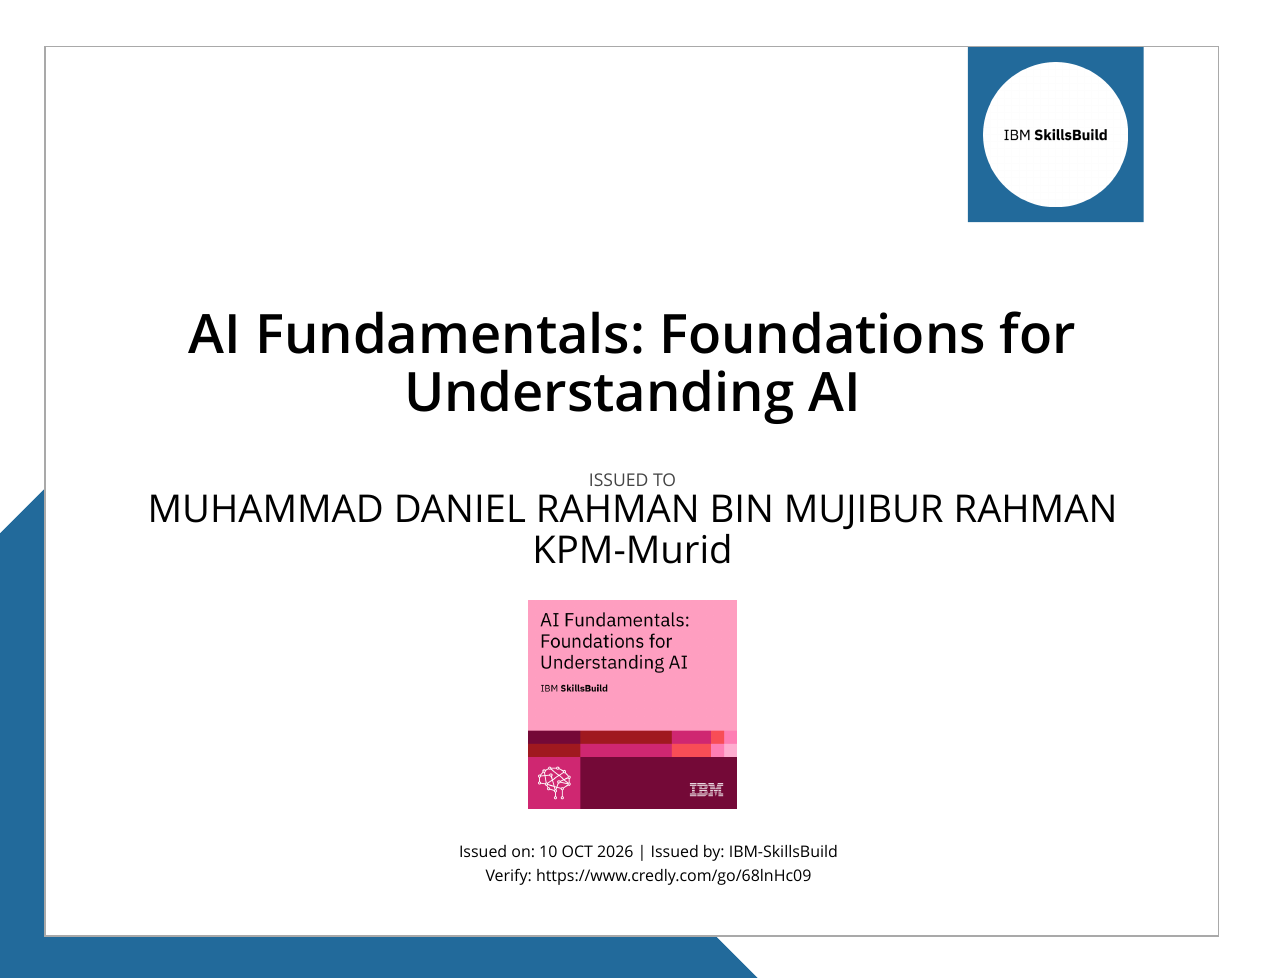 IBM SkillsBuild
AI Fundamentals: Foundations for
Understanding AI
ISSUED TO
MUHAMMAD DANIEL RAHMAN BIN MUJIBUR RAHMAN
KPM-Murid
AI Fundamentals:
Foundations for
Understanding AI
IBM SkillsBuild
IBM
Issued on: 10 OCT 2026 | Issued by: IBM-SkillsBuild
Verify: https://www.credly.com/go/68lnHc09